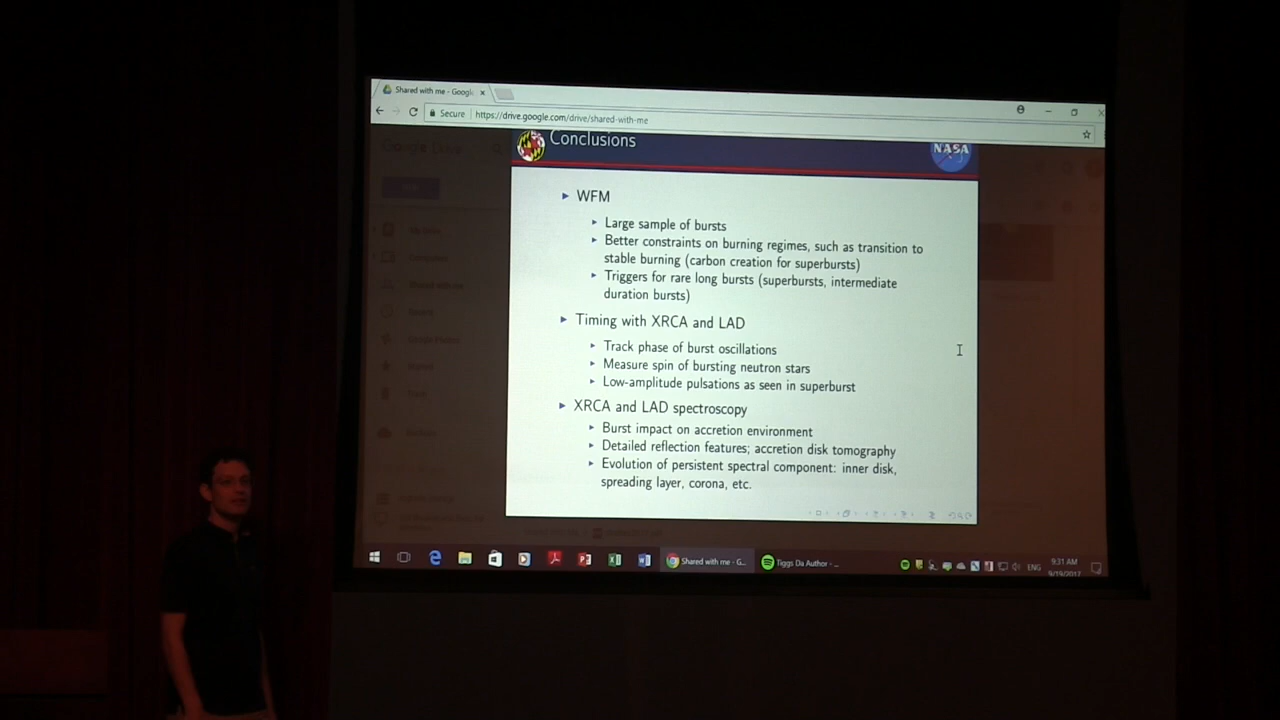 Shared with me - Google
Secure
https://drive.google.com/drive/shared-with-me
Conclusions
NASA
WFM
Large sample of bursts
Better constraints on burning regimes, such as transition to
stable burning (carbon creation for superbursts)
Triggers for rare long bursts (superbursts, intermediate
duration bursts)
Timing with XRCA and LAD
Track phase of burst oscillations
Measure spin of bursting neutron stars
Low-amplitude pulsations as seen in superburst
XRCA and LAD spectroscopy
Burst impact on accretion environment
Detailed reflection features; accretion disk tomography
Evolution of persistent spectral component: inner disk,
spreading layer, corona, etc.
Shared with me - G...
Tiggs Da Author - ...
ENG
9:31 AM
9/19/2017